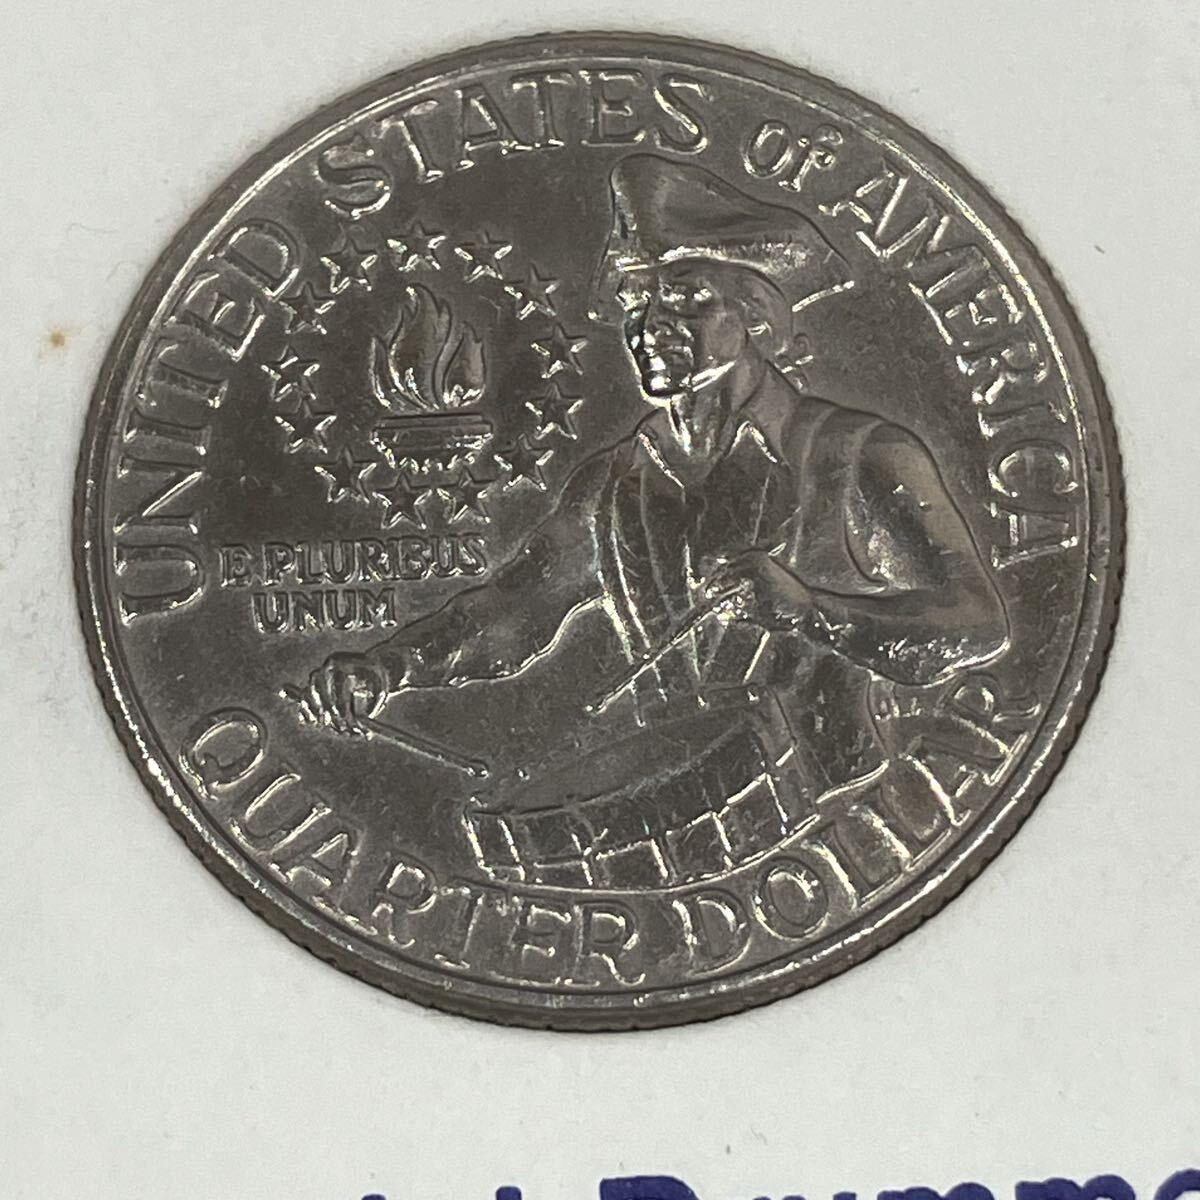 UNITED STATES of AMERICA
E PLURIBUS
UNUM
QUARTER DOLLAR